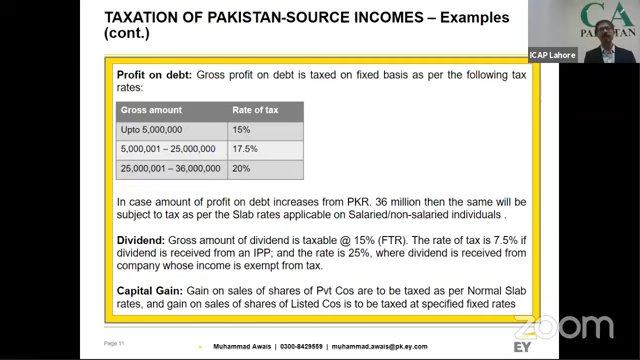 TAXATION OF PAKISTAN-SOURCE INCOMES – Examples
(cont.)
CA
PAKISTAN
ICAP Lahore
Profit on debt: Gross profit on debt is taxed on fixed basis as per the following tax
rates:
Gross amount Rate of tax
Upto 5,000,000 15%
5,000,001 – 25,000,000 17.5%
25,000,001 – 36,000,000 20%
In case amount of profit on debt increases from PKR. 36 million then the same will be
subject to tax as per the Slab rates applicable on Salaried/non-salaried individuals .
Dividend: Gross amount of dividend is taxable @ 15% (FTR). The rate of tax is 7.5% if
dividend is received from an IPP; and the rate is 25%, where dividend is received from
company whose income is exempt from tax.
Capital Gain: Gain on sales of shares of Pvt Cos are to be taxed as per Normal Slab
rates, and gain on sales of shares of Listed Cos is to be taxed at specified fixed rates
zoom
Page 11
Muhammad Awais | 0300-8429559 | muhammad.awais@pk.ey.com
EY